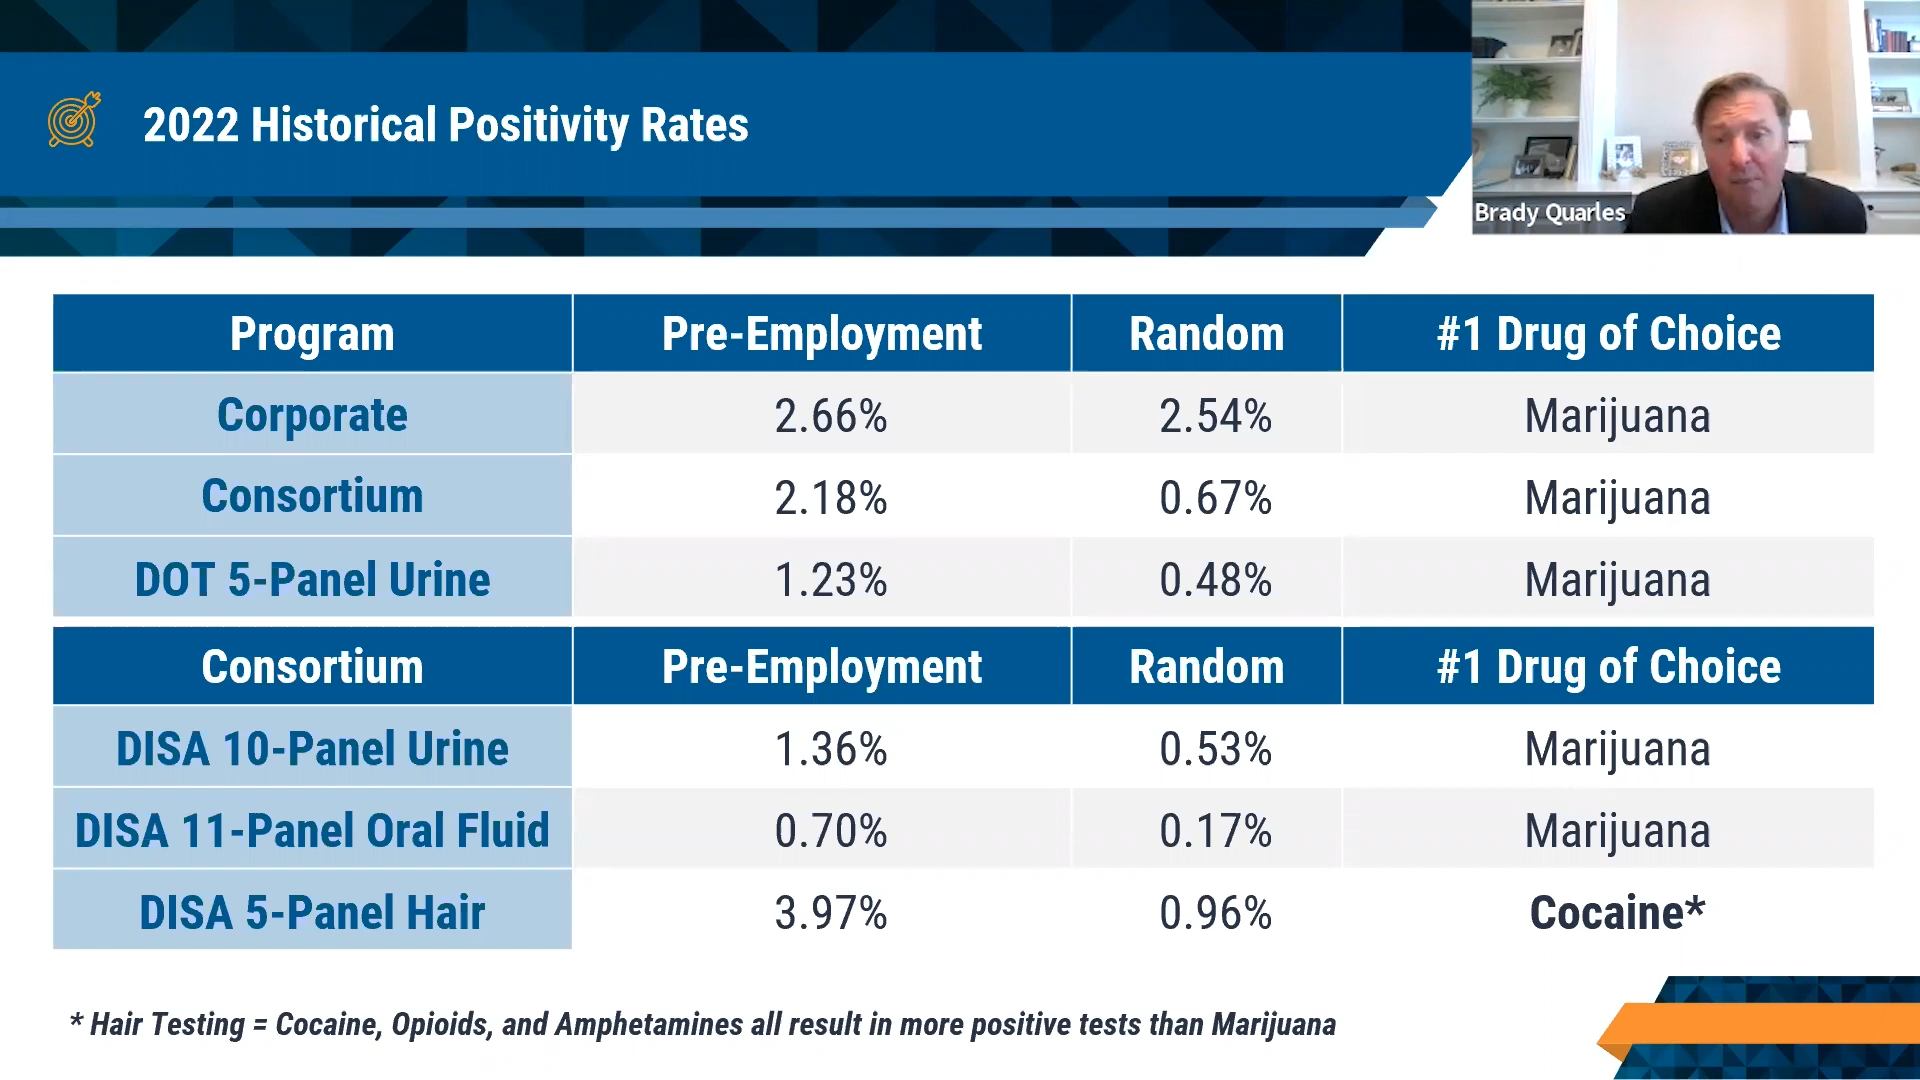 2022 Historical Positivity Rates
Brady Quarles
Program Pre-Employment Random #1 Drug of Choice
Corporate 2.66% 2.54% Marijuana
Consortium 2.18% 0.67% Marijuana
DOT 5-Panel Urine 1.23% 0.48% Marijuana
Consortium Pre-Employment Random #1 Drug of Choice
DISA 10-Panel Urine 1.36% 0.53% Marijuana
DISA 11-Panel Oral Fluid 0.70% 0.17% Marijuana
DISA 5-Panel Hair 3.97% 0.96% Cocaine*
* Hair Testing = Cocaine, Opioids, and Amphetamines all result in more positive tests than Marijuana